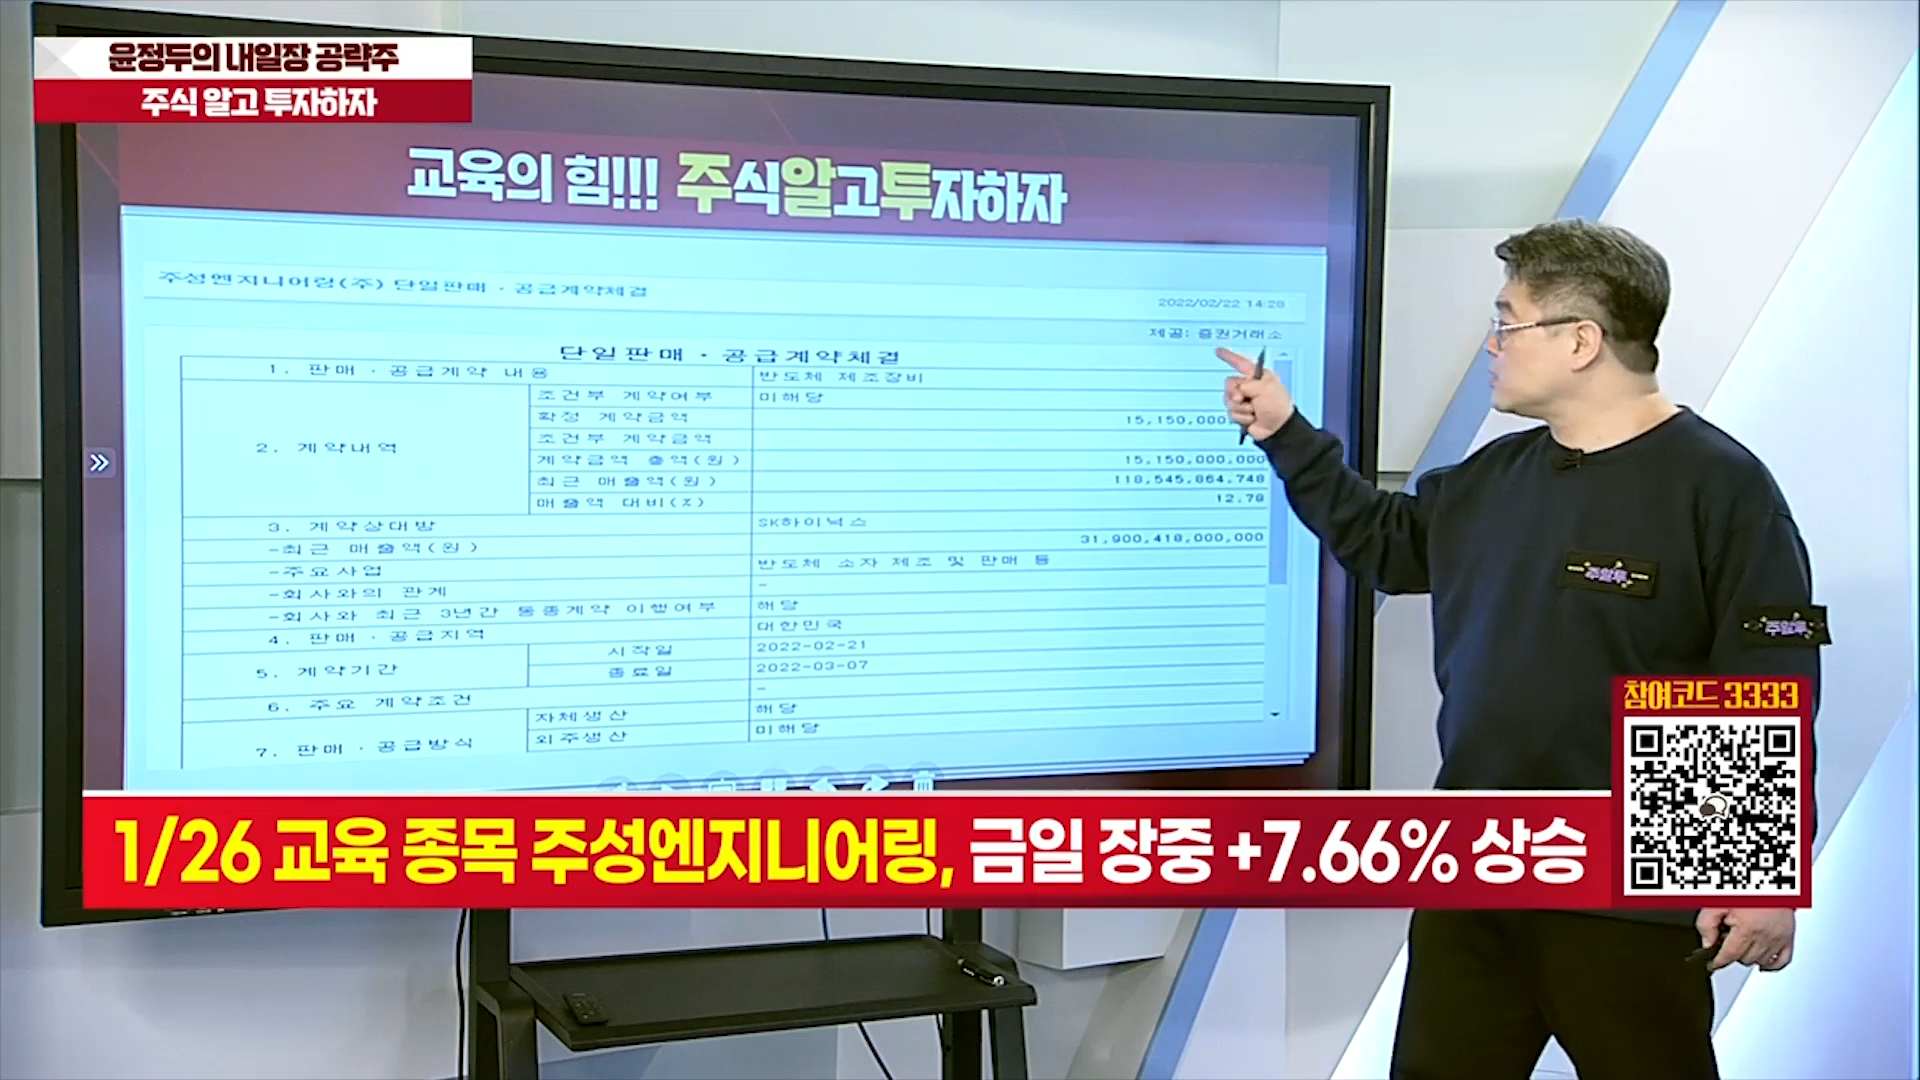 윤정두의 내일장 공략주
주식 알고 투자하자
교육의 힘!!! 주식알고투자하자
주성엔지니어링(주) 단일판매 · 공급계약체결
2022/02/22 14:28
제공: 증권거래소
단일판매 · 공급계약체결
1. 판매 · 공급계약 내용 반도체 제조장비
2. 계약내역
조건부 계약여부 미해당
확정 계약금액 15,150,000
조건부 계약금액
계약금액 총액(원) 15,150,000,000
최근 매출액(원) 118,545,864,748
매출액 대비(%) 12.78
3. 계약상대방 SK하이닉스
-최근 매출액(원) 31,900,418,000,000
-주요사업 반도체 소자 제조 및 판매 등
-회사와의 관계 -
-회사와 최근 3년간 동종계약 이행여부 해당
4. 판매 · 공급지역 대한민국
5. 계약기간
시작일 2022-02-21
종료일 2022-03-07
6. 주요 계약조건 -
7. 판매 · 공급방식
자체생산 해당
외주생산 미해당
주알투
주알투
참여코드 3333
1/26 교육 종목 주성엔지니어링, 금일 장중 +7.66% 상승